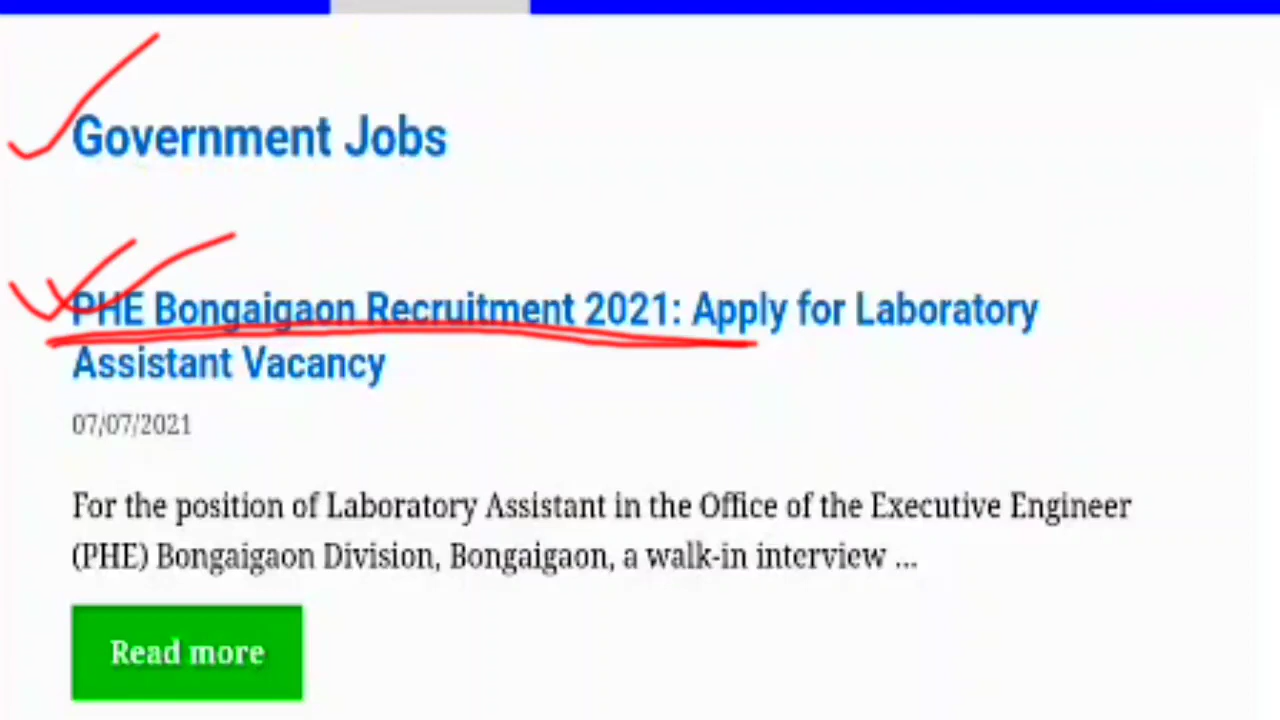 Government Jobs
PHE Bongaigaon Recruitment 2021: Apply for Laboratory
Assistant Vacancy
07/07/2021
For the position of Laboratory Assistant in the Office of the Executive Engineer
(PHE) Bongaigaon Division, Bongaigaon, a walk-in interview ...
Read more